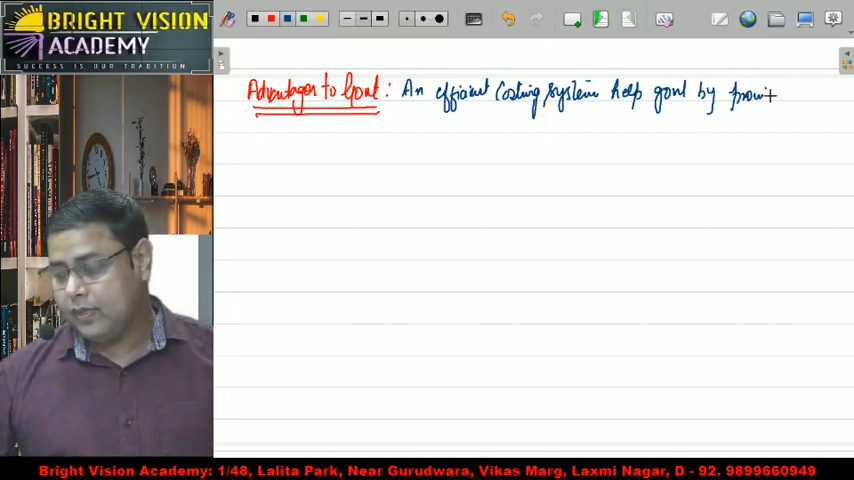 BRIGHT VISION
ACADEMY
SUCCESS IS OUR TRADITION
Advantages to Govt : An efficient Costing system help govt by provi
Bright Vision Academy: 1/48, Lalita Park, Near Gurudwara, Vikas Marg, Laxmi Nagar, D - 92. 9899660949